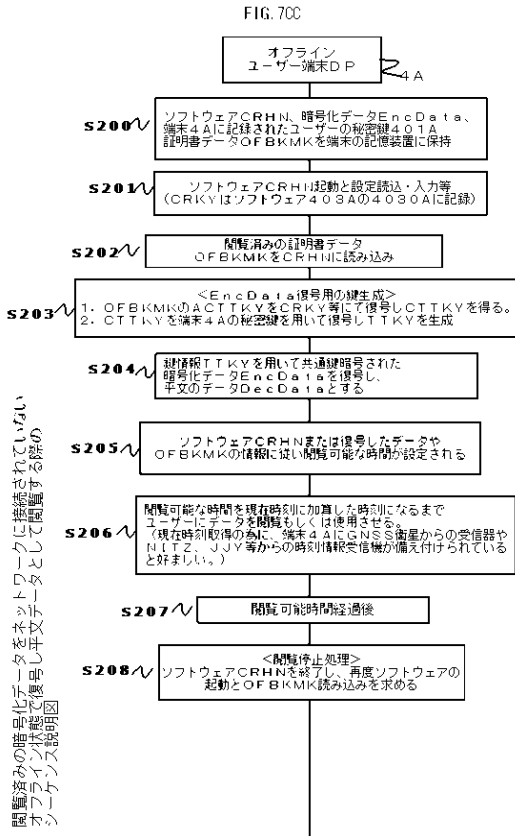 FIG. 7CC
オフライン
ユーザー端末DP
4A
S200
ソフトウェアCRHN、暗号化データEncData、
端末4Aに記録されたユーザーの秘密鍵401A
証明書データOFBKMKを端末の記憶装置に保持
S201
ソフトウェアCRHN起動と設定読込・入力等
(CRKYはソフトウェア403Aの4030Aに記録)
S202
閲覧済みの証明書データ
OFBKMKをCRHNに読み込み
S203
<EncData復号用の鍵生成>
1. OFBKMKのACTTKYをCRKY等にて復号しCTTKYを得る。
2. CTTKYを端末4Aの秘密鍵を用いて復号しTTKYを生成
S204
鍵情報TTKYを用いて共通鍵暗号された
暗号化データEncDataを復号し、
平文のデータDecDataとする
S205
ソフトウェアCRHNまたは復号したデータや
OFBKMKの情報に従い閲覧可能な時間が設定される
S206
閲覧可能な時間を現在時刻に加算した時刻になるまで
ユーザーにデータを閲覧もしくは使用させる。
(現在時刻取得の為に、端末4AにGNSS衛星からの受信器や
NITZ、JJY等からの時刻情報受信機が備え付けられている
と好ましい。)
S207
閲覧可能時間経過後
S208
<閲覧停止処理>
ソフトウェアCRHNを終了し、再度ソフトウェアの
起動とOFBKMK読み込みを求める
閲覧済みの暗号化データをネットワークに接続されていない
オフライン状態で復号し平文データとして閲覧する際の
シーケンス説明図